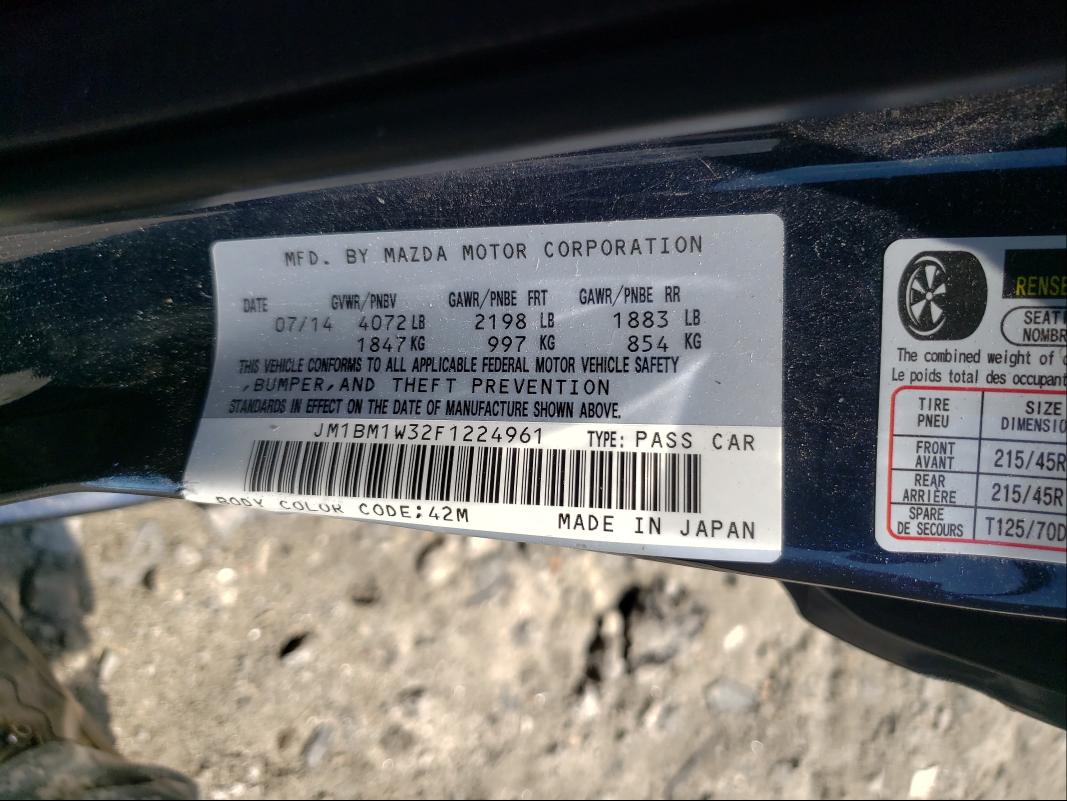 MFD. BY MAZDA MOTOR CORPORATION
DATE GVWR/PNBV GAWR/PNBE FRT GAWR/PNBE RR
07/14 4072 LB 2198 LB 1883 LB
1847 KG 997 KG 854 KG
THIS VEHICLE CONFORMS TO ALL APPLICABLE FEDERAL MOTOR VEHICLE SAFETY
,BUMPER,AND THEFT PREVENTION
STANDARDS IN EFFECT ON THE DATE OF MANUFACTURE SHOWN ABOVE.
JM1BM1W32F1224961 TYPE: PASS CAR
BODY COLOR CODE:42M
MADE IN JAPAN
RENSE
SEAT
NOMBR
The combined weight of
Le poids total des occupant
TIRE SIZE
PNEU DIMENSIO
FRONT
AVANT 215/45R
REAR
ARRIÈRE 215/45R
SPARE
DE SECOURS T125/70D